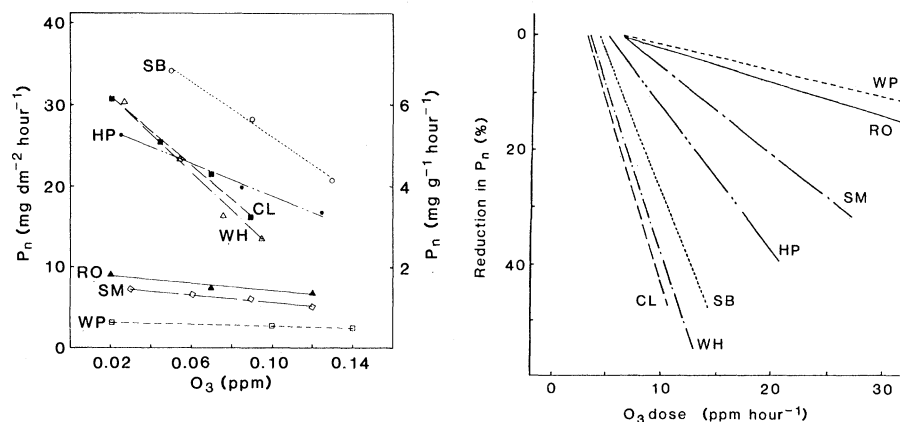 40
30
20
10
0
Pn (mg dm⁻² hour⁻¹)
SB
HP
CL
WH
RO
SM
WP
6
4
2
Pn (mg g⁻¹ hour⁻¹)
0.02 0.06 0.10 0.14
O₃ (ppm)
0
20
40
Reduction in Pn (%)
WP
RO
SM
HP
CL
SB
WH
0 10 20 30
O₃ dose (ppm hour⁻¹)